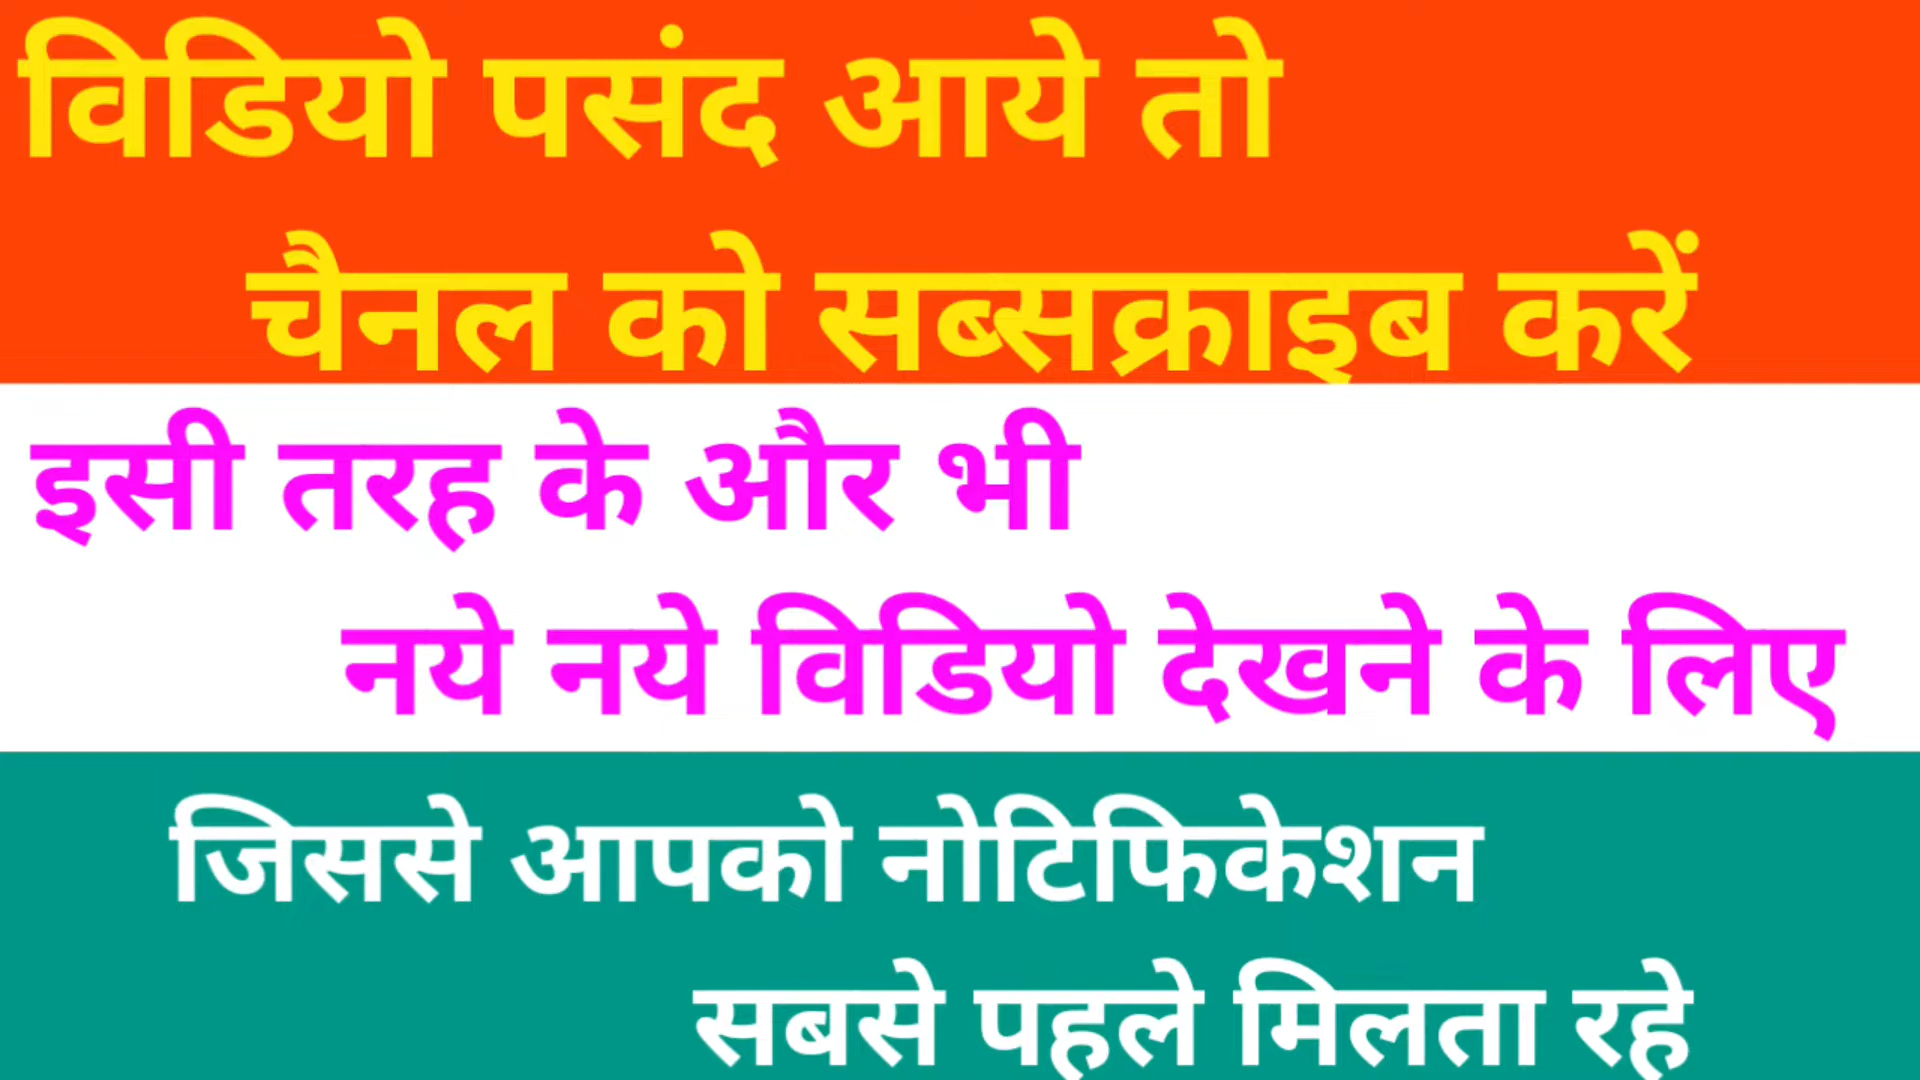 विडियो पसंद आये तो
चैनल को सब्सक्राइब करें
इसी तरह के और भी
नये नये विडियो देखने के लिए
जिससे आपको नोटिफिकेशन
सबसे पहले मिलता रहे